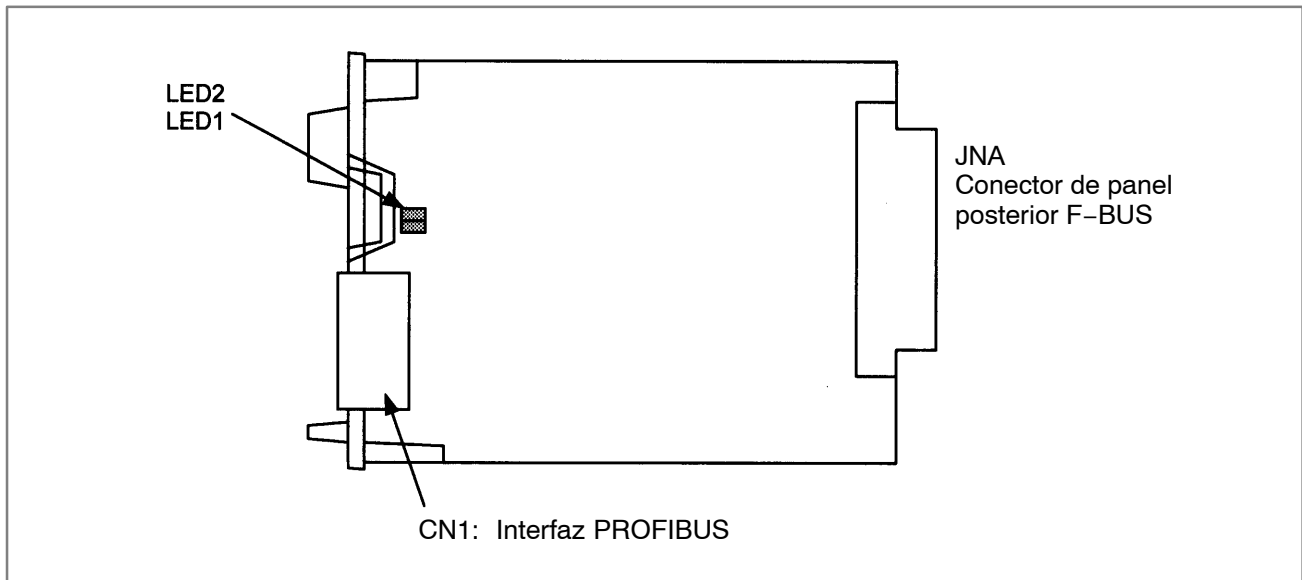 LED2
LED1
JNA
Conector de panel
posterior F−BUS
CN1: Interfaz PROFIBUS